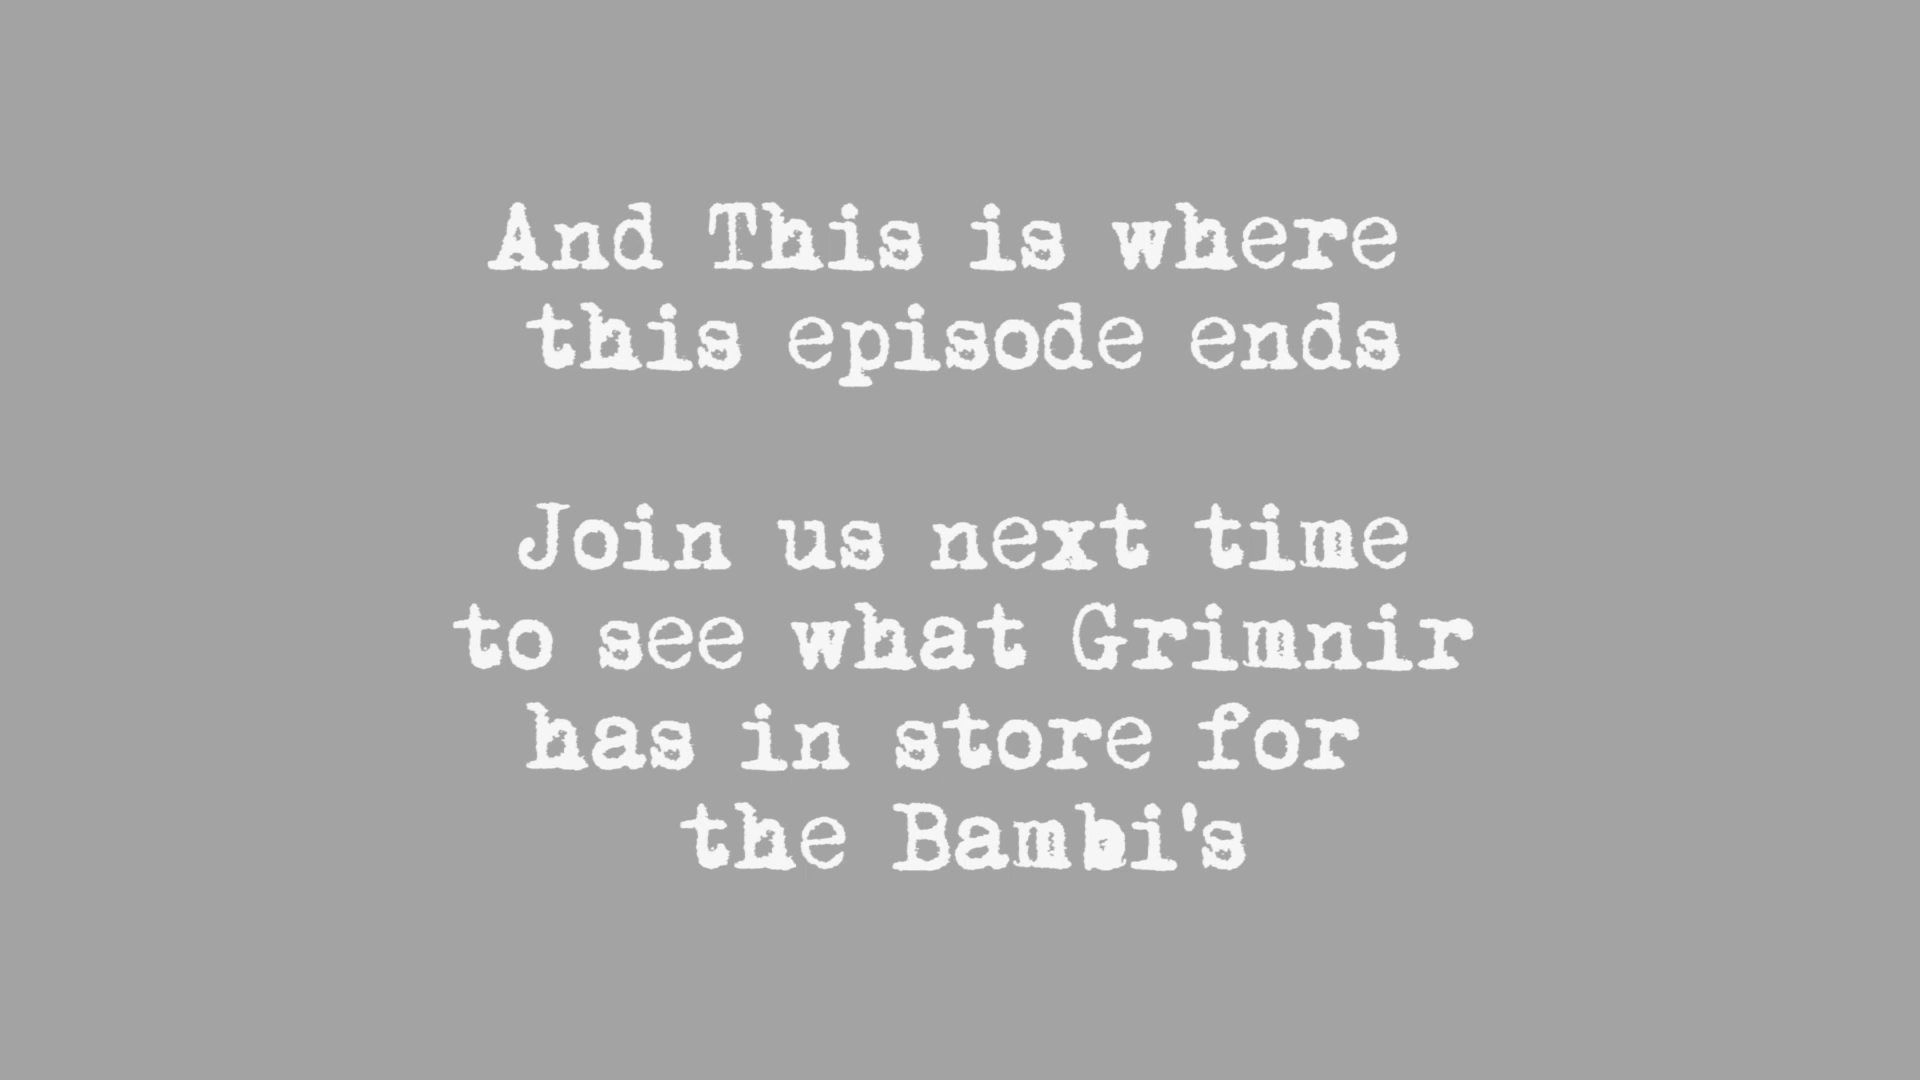 And This is where
this episode ends
Join us next time
to see what Grimnir
has in store for
the Bambi's